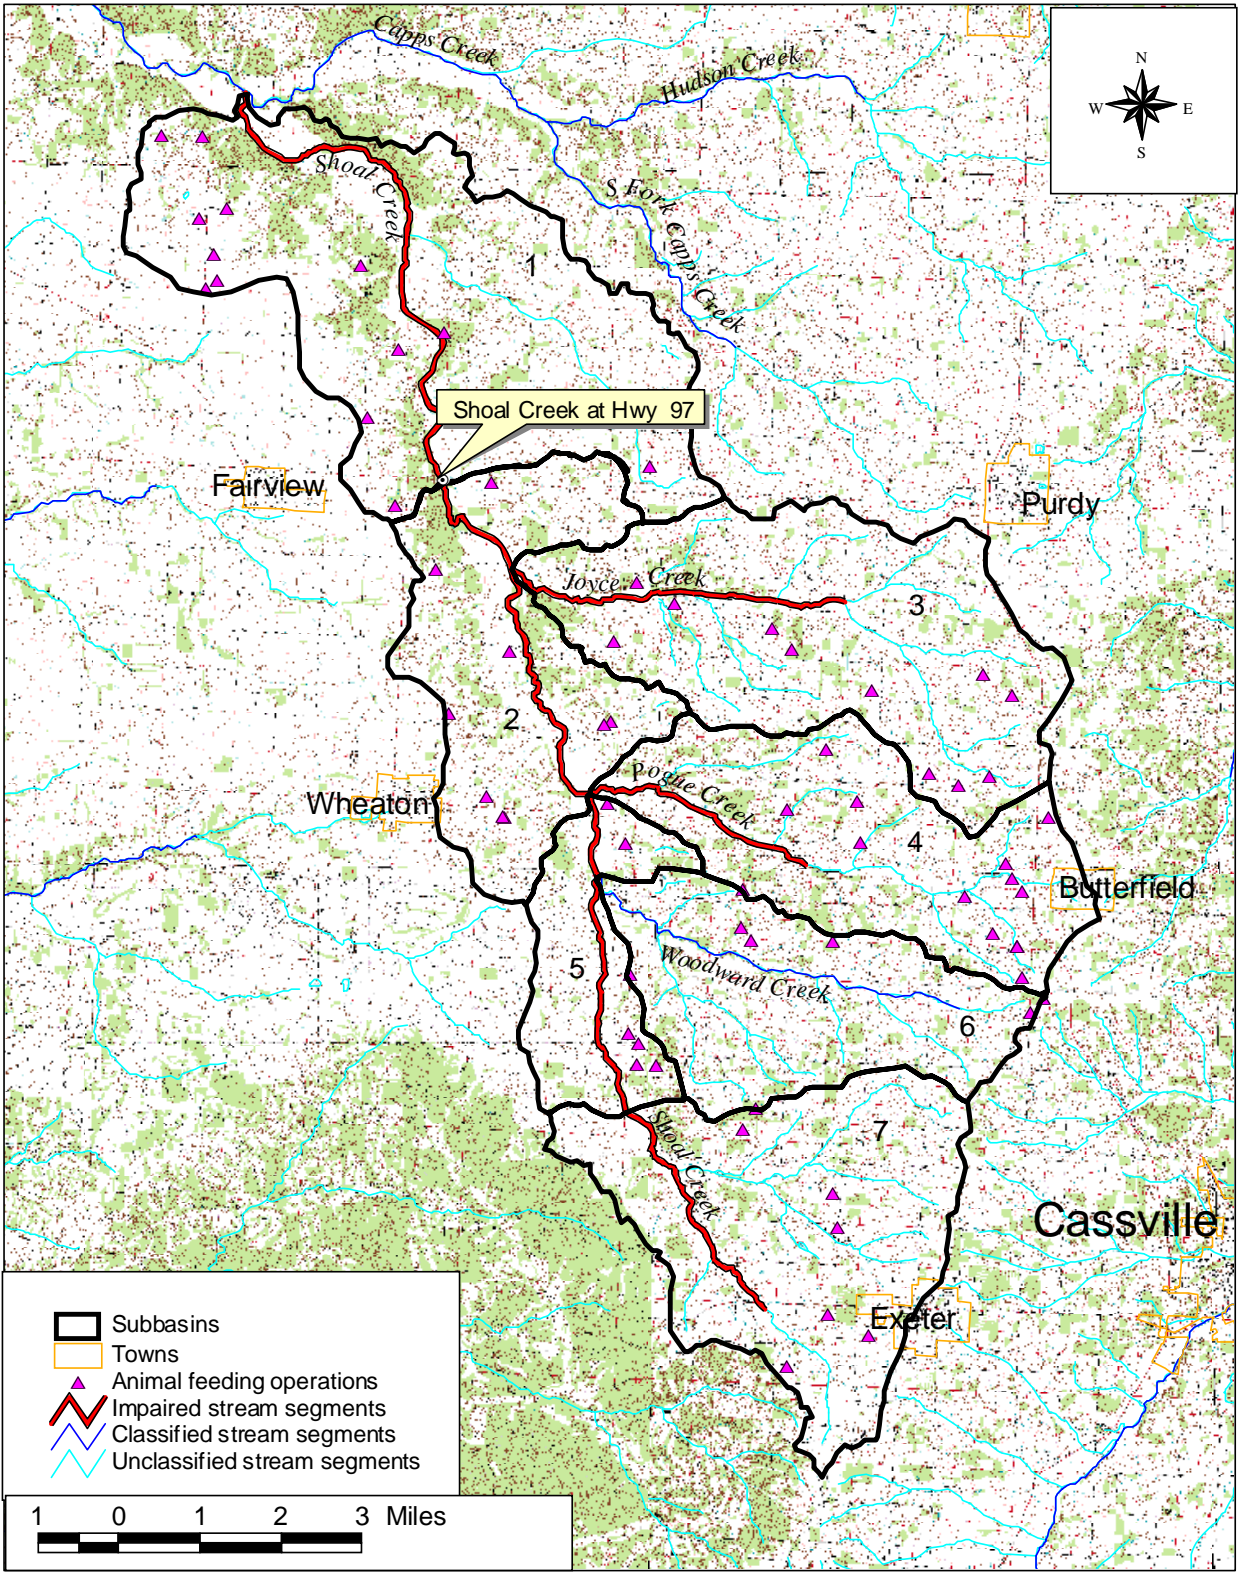 Capps Creek
Hudson Creek
N
W E
S
Shoal Creek
S Fork Capps Creek
1
Shoal Creek at Hwy 97
Fairview
Purdy
Joyce Creek
3
2
Pogue Creek
Wheaton
4
Butterfield
5
Woodward Creek
6
7
Shoal Creek
Cassville
Exeter
Subbasins
Towns
Animal feeding operations
Impaired stream segments
Classified stream segments
Unclassified stream segments
1 0 1 2 3 Miles